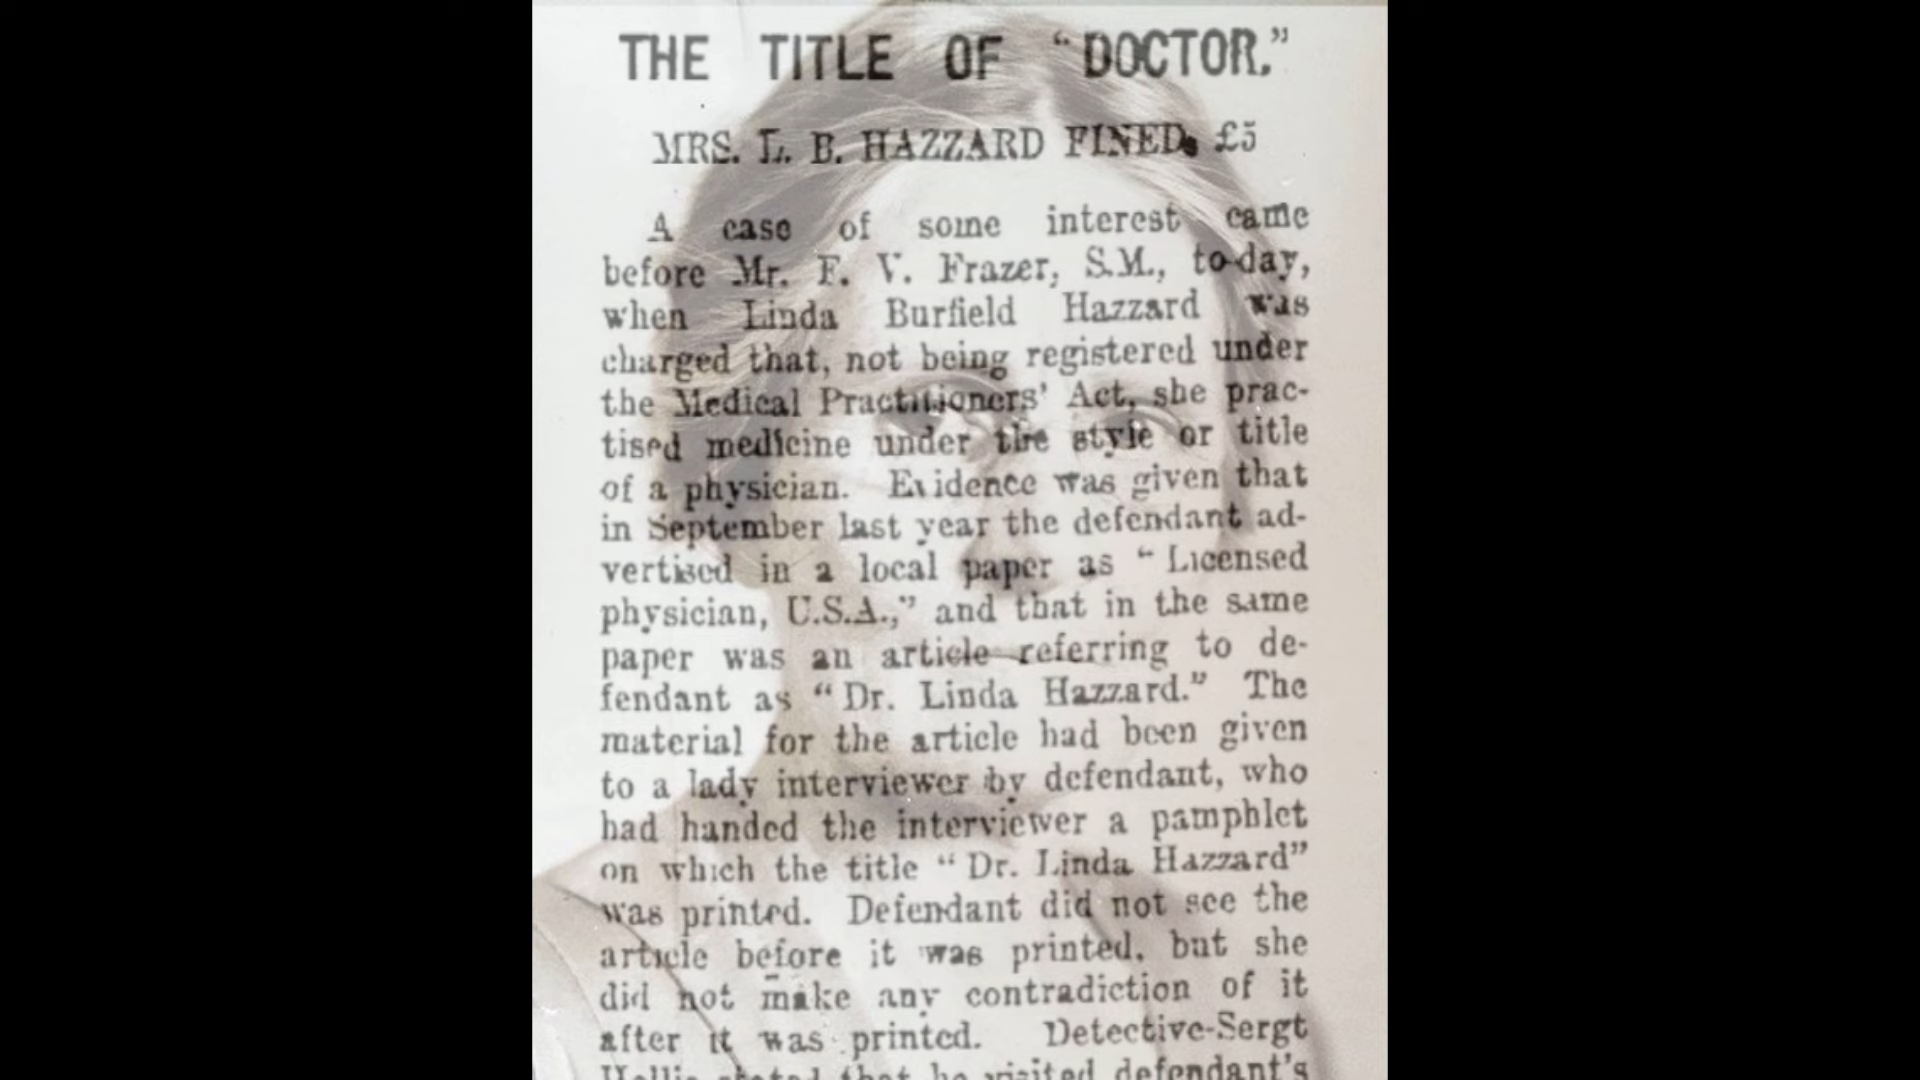 THE TITLE OF "DOCTOR."
MRS. L. B. HAZZARD FINED. £5
A case of some interest came
before Mr. F. V. Frazer, S.M., to-day,
when Linda Burfield Hazzard was
charged that, not being registered under
the Medical Practitioners' Act, she prac-
tised medicine under the style or title
of a physician. Evidence was given that
in September last year the defendant ad-
vertised in a local paper as "Licensed
physician, U.S.A.," and that in the same
paper was an article referring to de-
fendant as "Dr. Linda Hazzard." The
material for the article had been given
to a lady interviewer by defendant, who
had handed the interviewer a pamphlet
on which the title "Dr. Linda Hazzard"
was printed. Defendant did not see the
article before it was printed, but she
did not make any contradiction of it
after it was printed. Detective-Sergt
stated that he visited defendant's